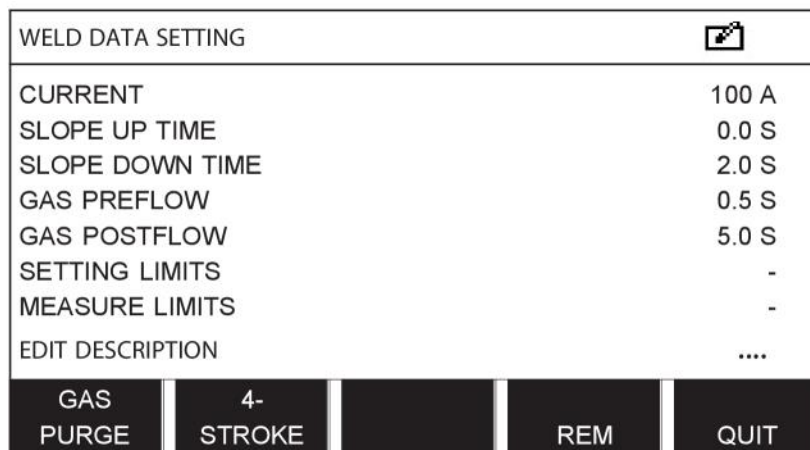 WELD DATA SETTING
CURRENT 100 A
SLOPE UP TIME 0.0 S
SLOPE DOWN TIME 2.0 S
GAS PREFLOW 0.5 S
GAS POSTFLOW 5.0 S
SETTING LIMITS -
MEASURE LIMITS -
EDIT DESCRIPTION ....
GAS PURGE
4-STROKE
REM
QUIT